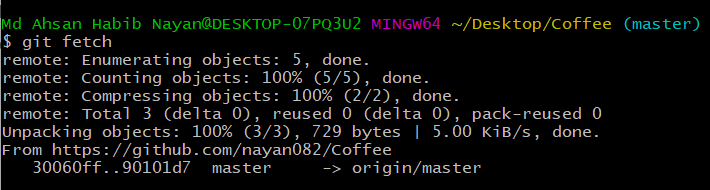 Md Ahsan Habib Nayan@DESKTOP-07PQ3U2 MINGW64 ~/Desktop/Coffee (master)
$ git fetch
remote: Enumerating objects: 5, done.
remote: Counting objects: 100% (5/5), done.
remote: Compressing objects: 100% (2/2), done.
remote: Total 3 (delta 0), reused 0 (delta 0), pack-reused 0
Unpacking objects: 100% (3/3), 729 bytes | 5.00 KiB/s, done.
From https://github.com/nayan082/Coffee
   30060ff..90101d7  master     -> origin/master